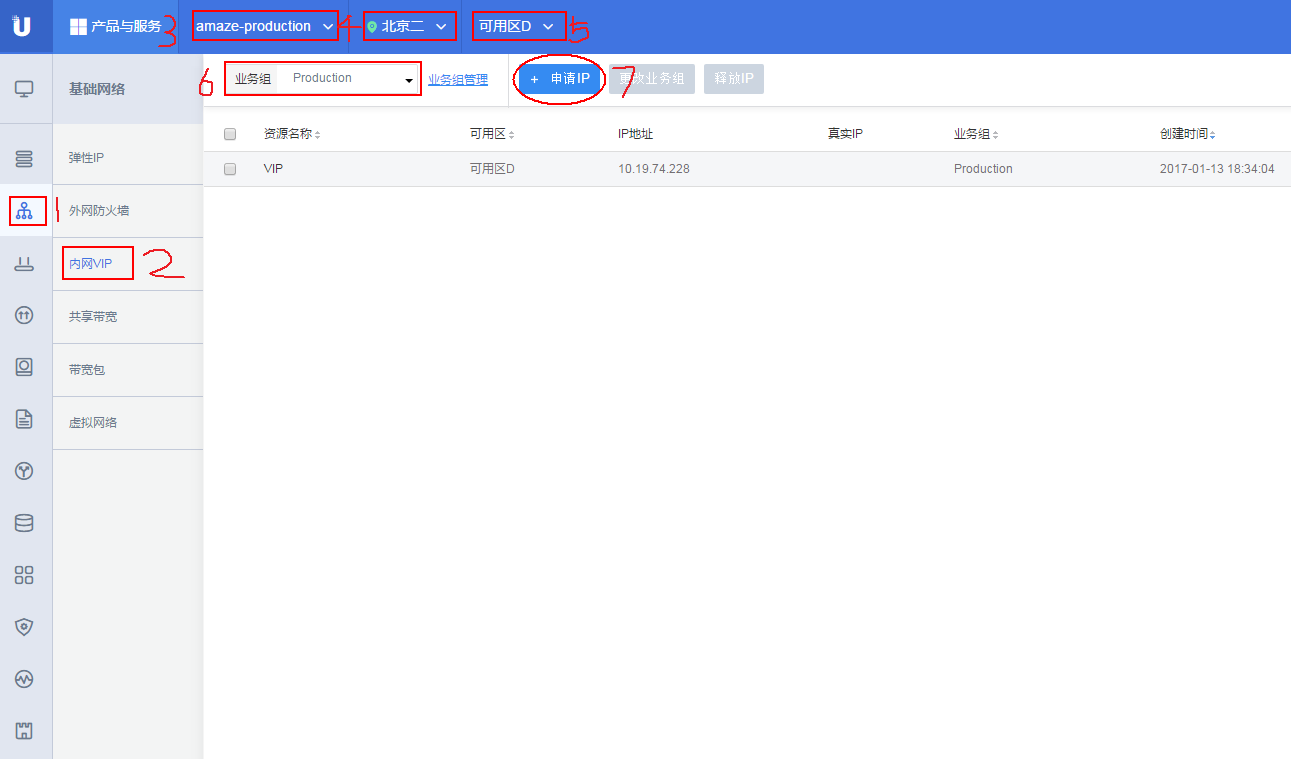 U 产品与服务 3 amaze-production 4 北京二 可用区D 5
6 业务组 Production 业务组管理 + 申请IP 7 更改业务组 释放IP
基础网络
资源名称 可用区 IP地址 真实IP 业务组 创建时间
VIP 可用区D 10.19.74.228 Production 2017-01-13 18:34:04
弹性IP
1 外网防火墙
内网VIP 2
共享带宽
带宽包
虚拟网络